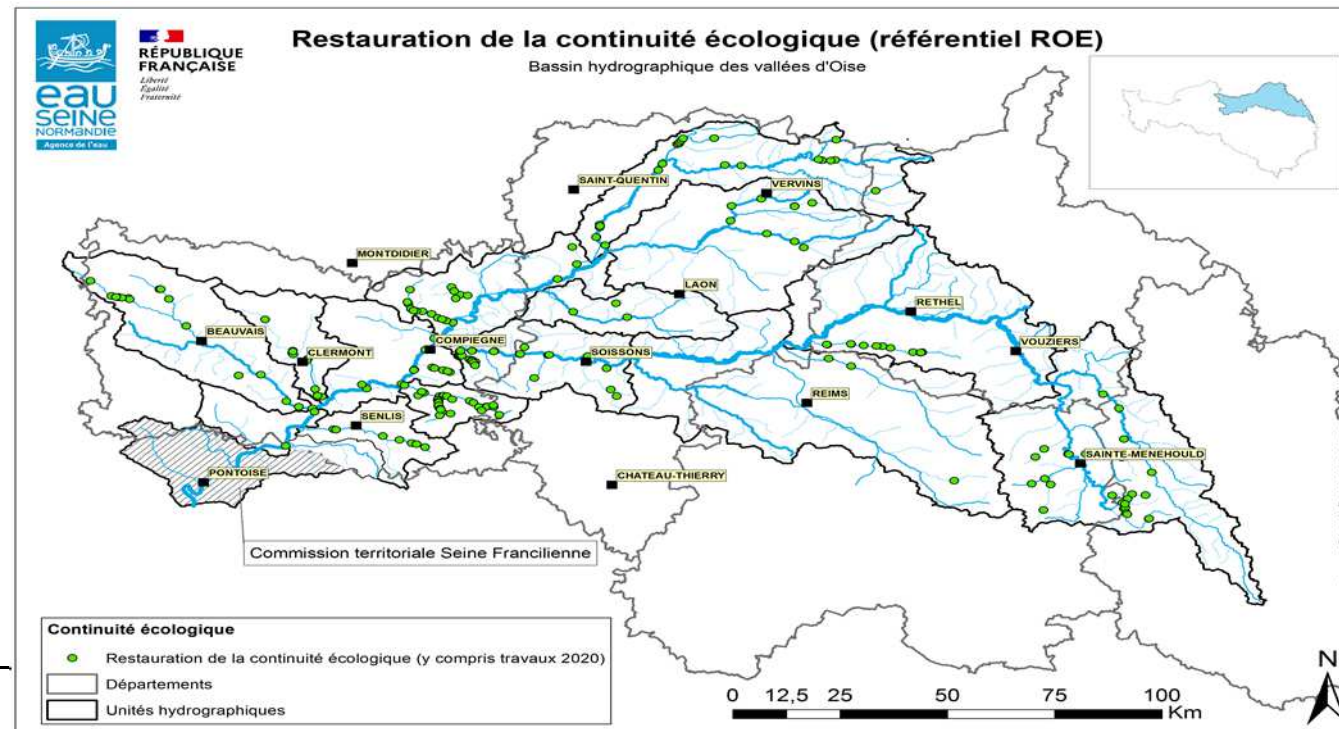 Restauration de la continuité écologique (référentiel ROE)
Bassin hydrographique des vallées d'Oise
eau
SEINE
NORMANDIE
Agence de l'eau
RÉPUBLIQUE
FRANÇAISE
Liberté
Égalité
Fraternité
SAINT-QUENTIN
VERVINS
MONTDIDIER
LAON
RETHEL
BEAUVAIS
CLERMONT
COMPIEGNE
SOISSONS
VOUZIERS
REIMS
SENLIS
SAINTE-MENEHOULD
PONTOISE
CHATEAU-THIERRY
Commission territoriale Seine Francilienne
Continuité écologique
Restauration de la continuité écologique (y compris travaux 2020)
Départements
Unités hydrographiques
0 12,5 25 50 75 100
Km
N